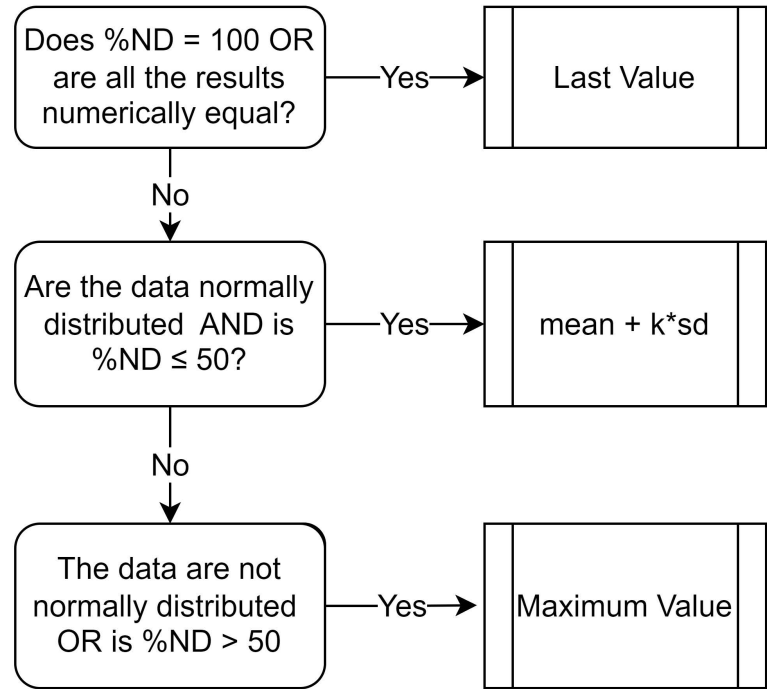 Does %ND = 100 OR
are all the results
numerically equal?
Yes
Last Value
No
Are the data normally
distributed AND is
%ND ≤ 50?
Yes
mean + k*sd
No
The data are not
normally distributed
OR is %ND > 50
Yes
Maximum Value